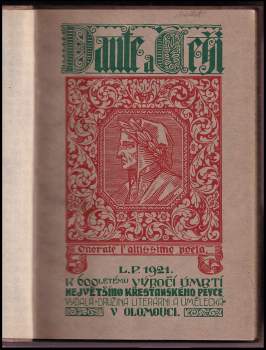 Dante a Češi
Onorate l'altissimo poeta
L.P. 1921.
K 600LETÉMU VÝROČÍ ÚMRTÍ
NEJVĚTŠÍHO KŘESŤANSKÉHO PĚVCE
VYDALA DRUŽINA LITERÁRNÍ A UMĚLECKÁ
V OLOMOUCI.